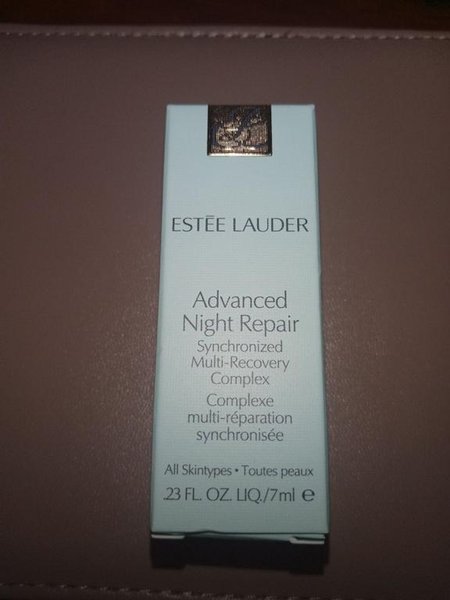 ESTĒE LAUDER
Advanced
Night Repair
Synchronized
Multi-Recovery
Complex
Complexe
multi-réparation
synchronisée
All Skintypes • Toutes peaux
.23 FL. OZ. LIQ./7ml ℮